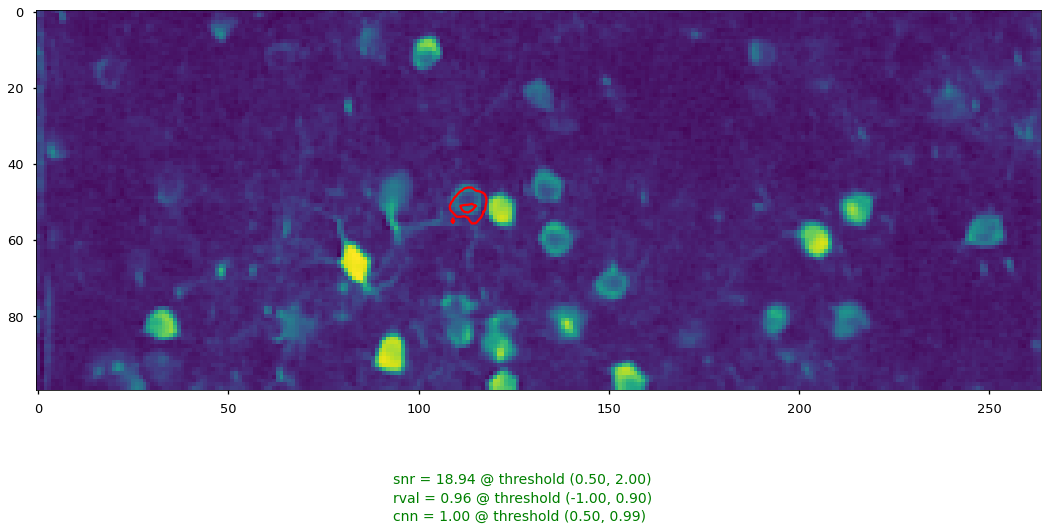 0
20
40
60
80
0 50 100 150 200 250
snr = 18.94 @ threshold (0.50, 2.00)
rval = 0.96 @ threshold (-1.00, 0.90)
cnn = 1.00 @ threshold (0.50, 0.99)